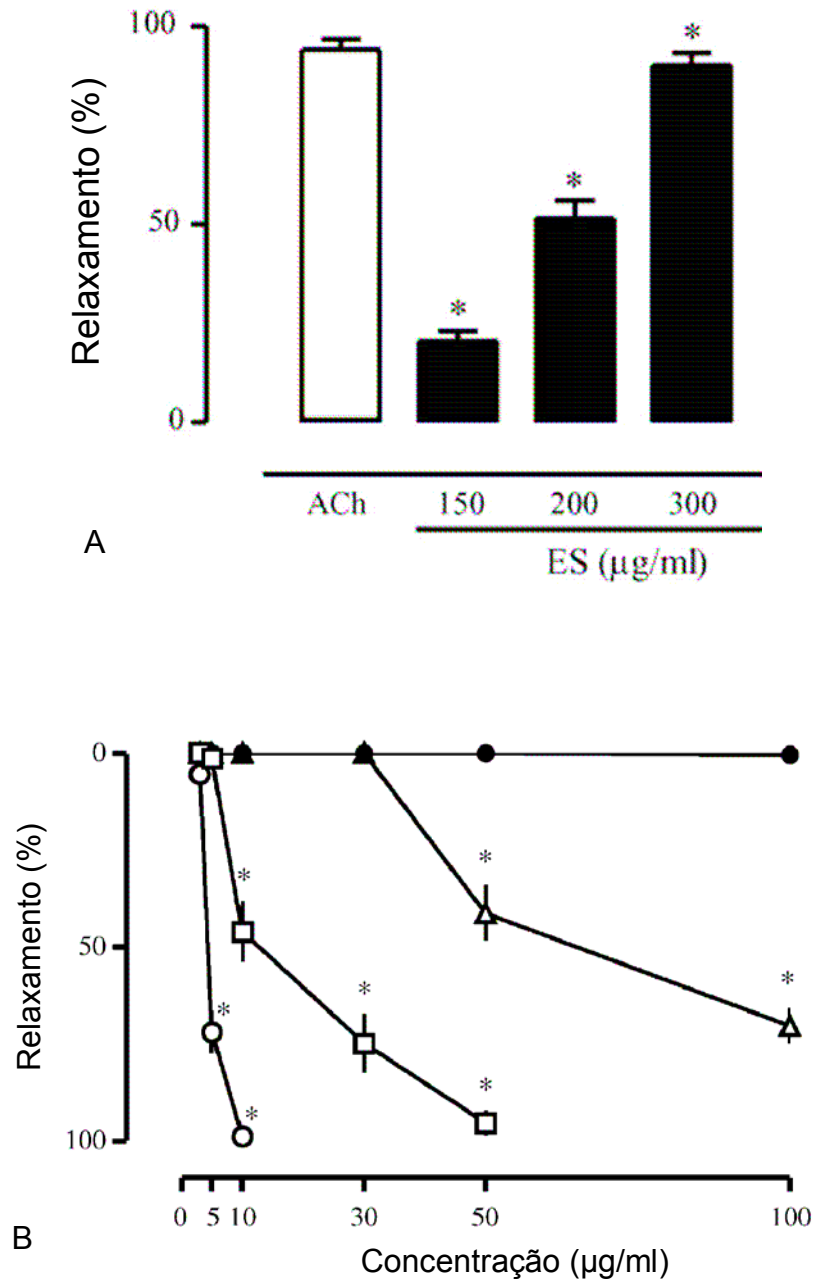 100
Relaxamento (%)
50
0
* * *
ACh 150 200 300
ES (µg/ml)
A
0
Relaxamento (%)
50
100
* * * * * * *
0 5 10 30 50 100
Concentração (µg/ml)
B